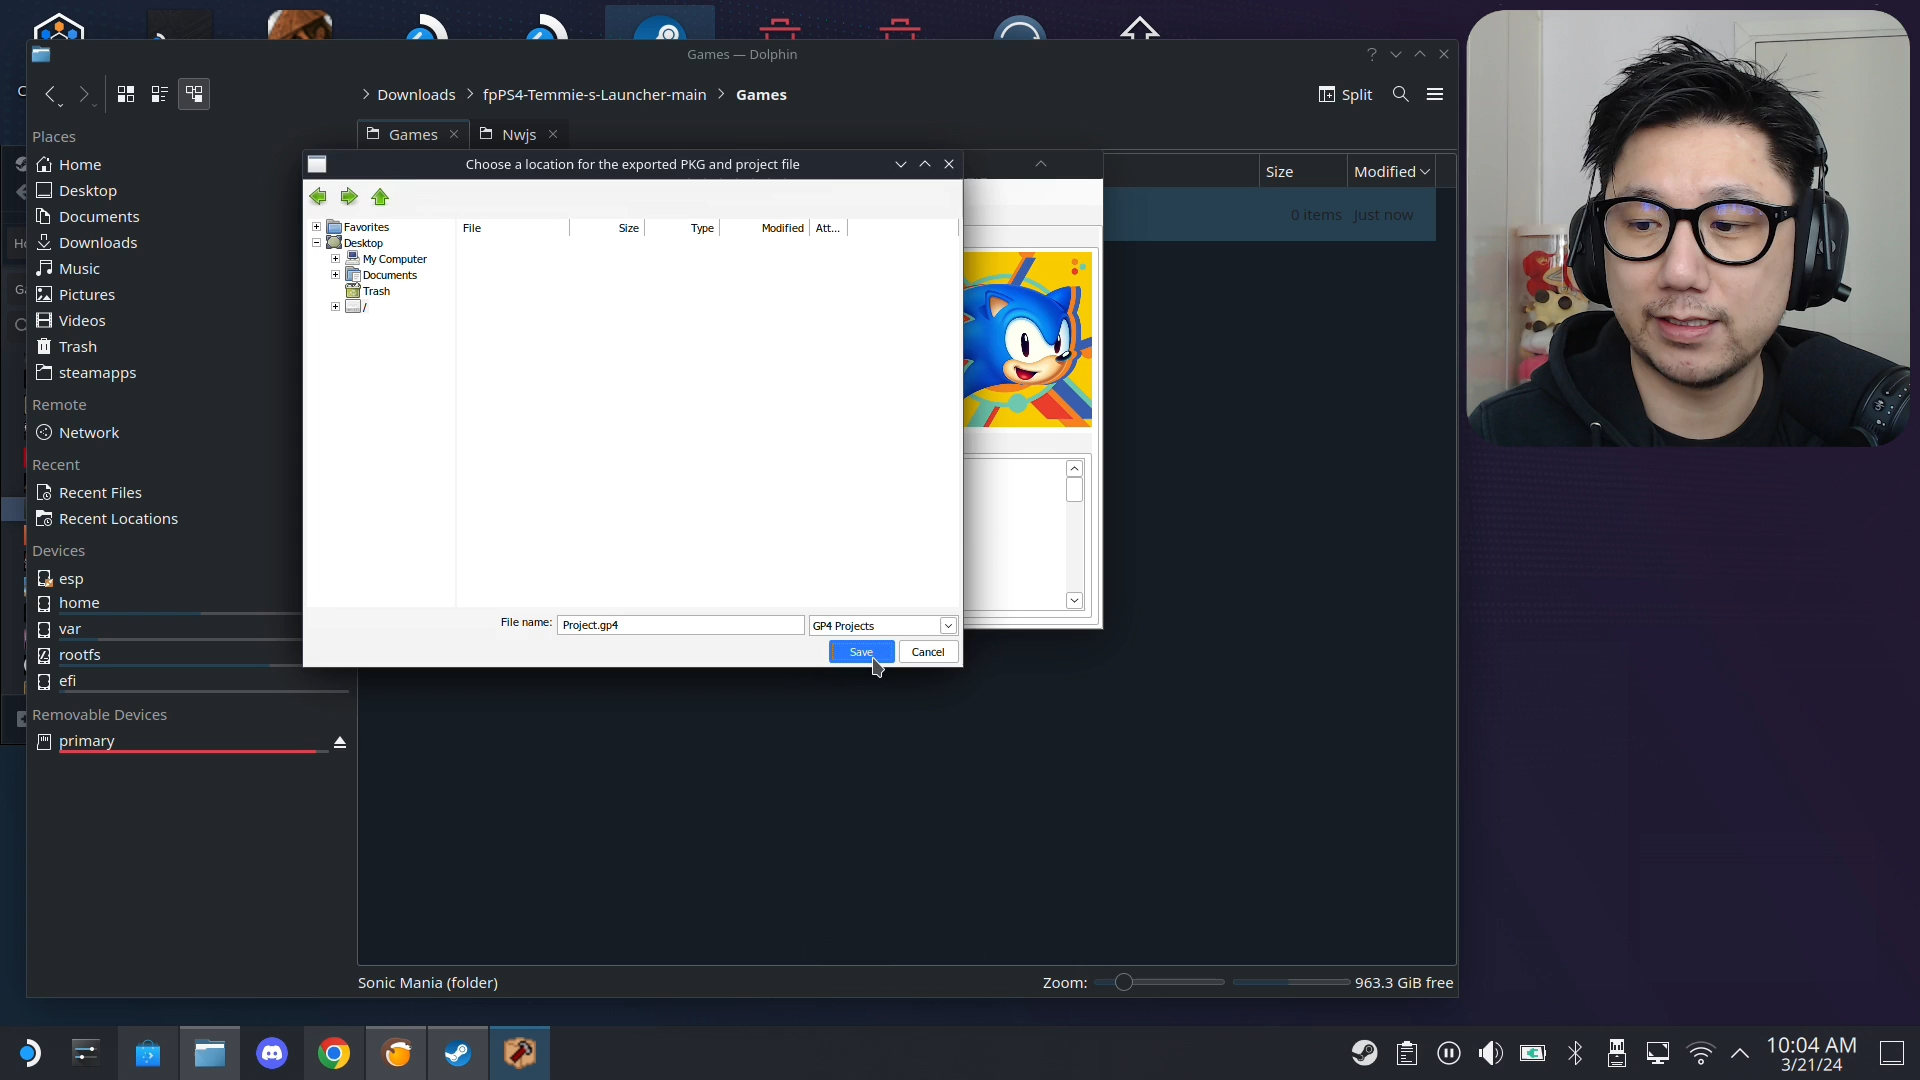 Games — Dolphin
Downloads
fpPS4-Temmie-s-Launcher-main
Games
Split
Games
Nwjs
Places
Home
Desktop
Documents
Downloads
Music
Pictures
Videos
Trash
steamapps
Remote
Network
Recent
Recent Files
Recent Locations
Devices
esp
home
var
rootfs
efi
Removable Devices
primary
Choose a location for the exported PKG and project file
Favorites
Desktop
My Computer
Documents
Trash
/
File Size Type Modified Att...
File name: Project.gp4 GP4 Projects
Save Cancel
Size Modified
0 items Just now
Sonic Mania (folder)
Zoom:
963.3 GiB free
10:04 AM
3/21/24